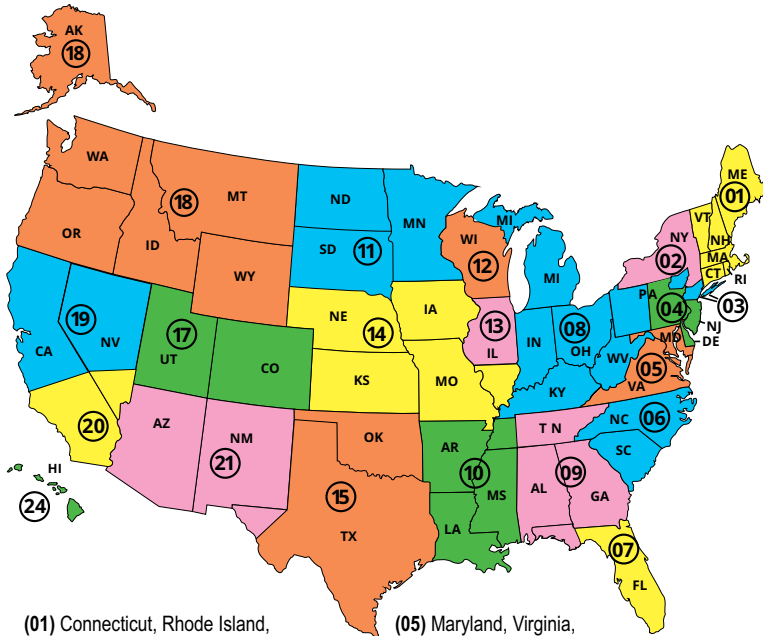 AK
18
WA
MT
ND
MN
MI
ME
01
OR
ID
18
SD
11
WI
12
MI
NY
02
VT
NH
MA
CT
RI
WY
NE
14
IA
13
IL
IN
08
OH
PA
04
03
NJ
DE
MD
19
CA
NV
17
UT
CO
KS
MO
KY
WV
05
VA
20
AZ
NM
21
OK
AR
10
T N
NC
06
SC
HI
24
15
TX
LA
MS
AL
09
GA
07
FL
(01) Connecticut, Rhode Island,
(05) Maryland, Virginia,